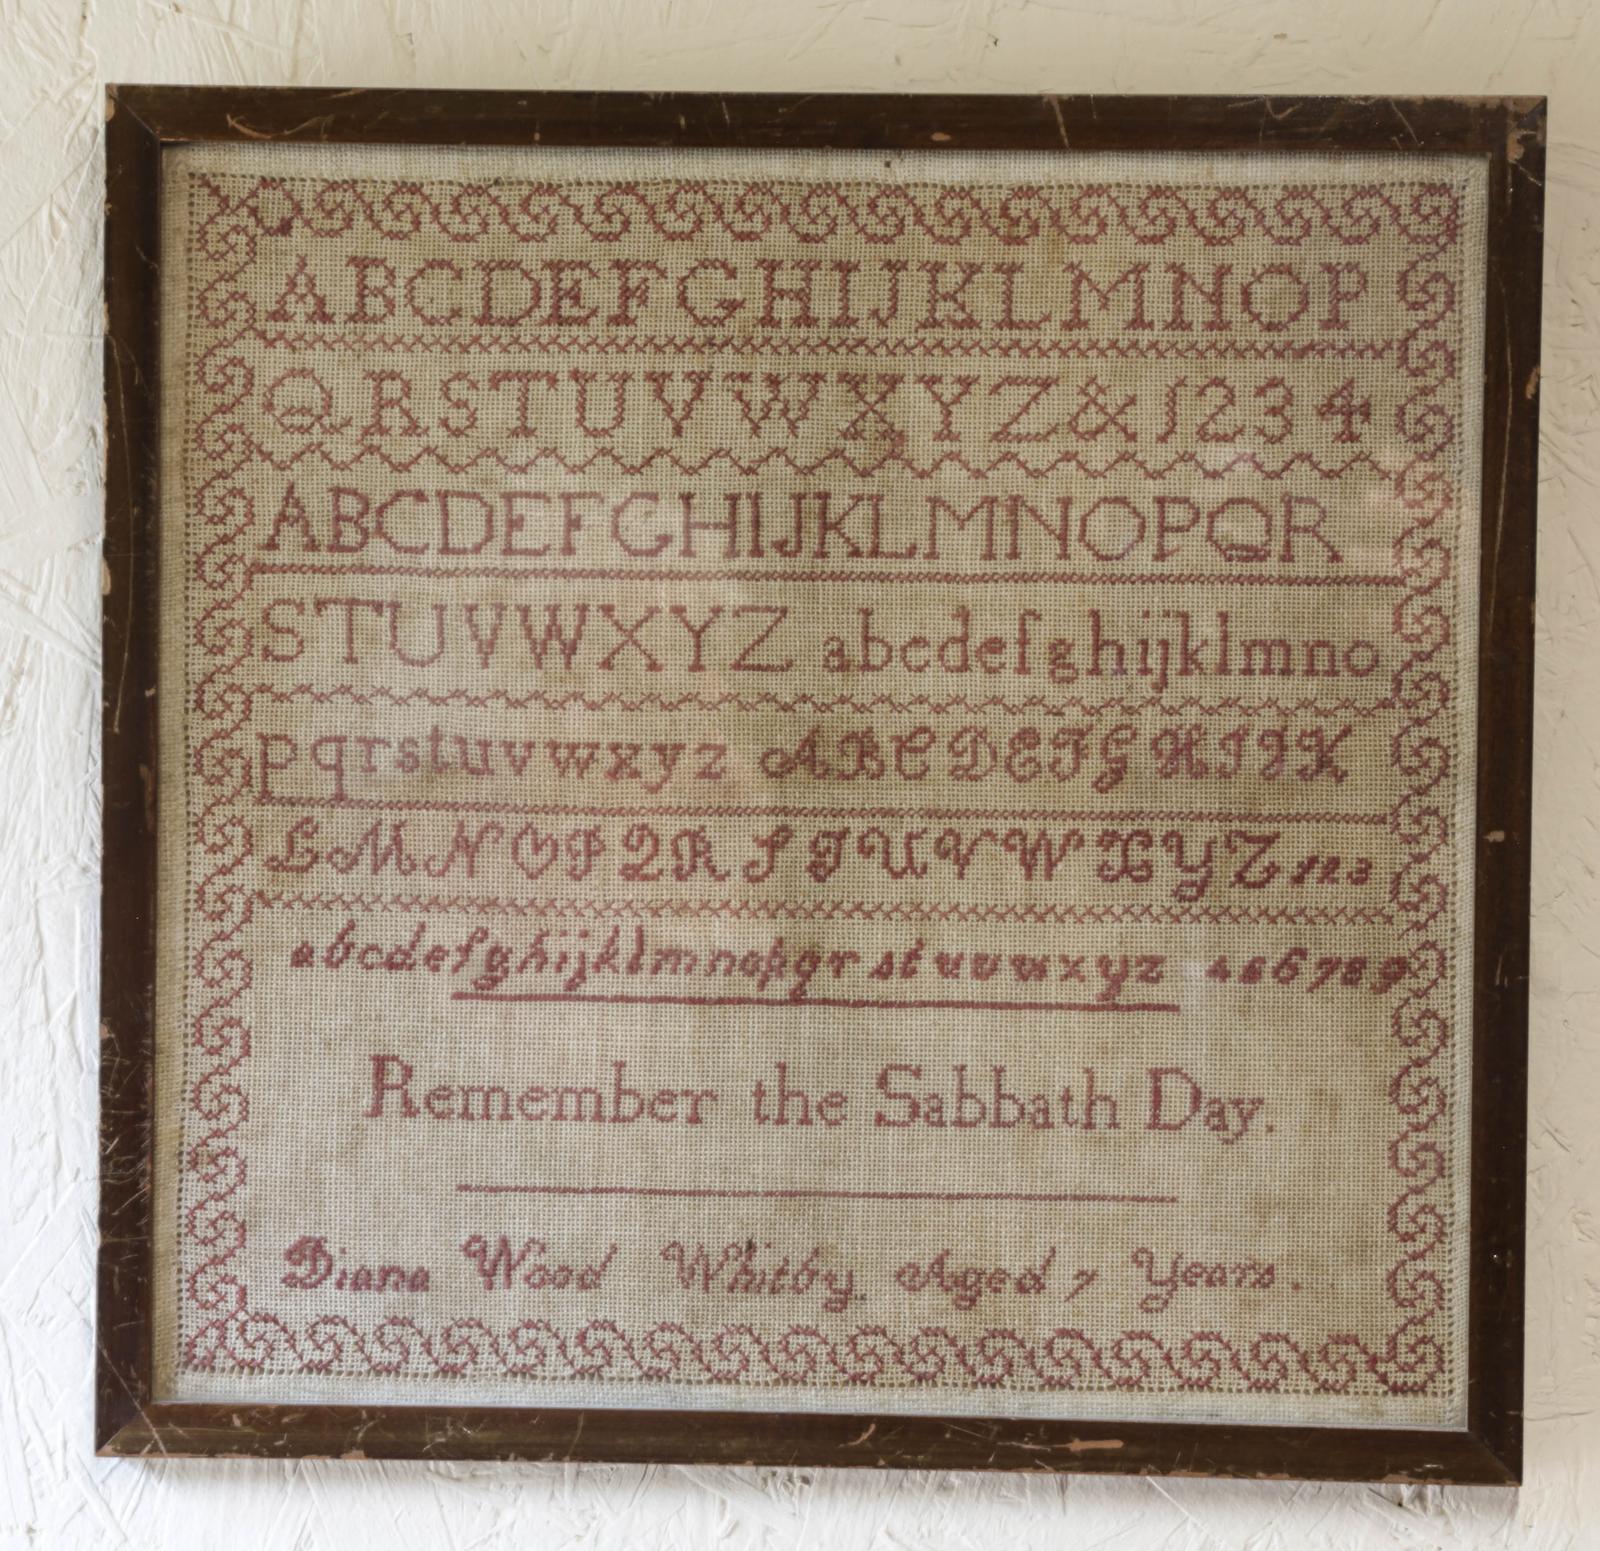 ABCDEFGHIJKLMNOP
QRSTUVWXYZ&1234
ABCDEFGHIJKLMNOPQR
STUVWXYZ abcdefghijklmno
pqrstuvwxyz ABCDEFGHIJK
LMNOPQRSTUVWXYZ 123
abcdefghijklmnopqrstuvwxyz 456789
Remember the Sabbath Day.
Diana Wood Whitby. Aged 7 Years.